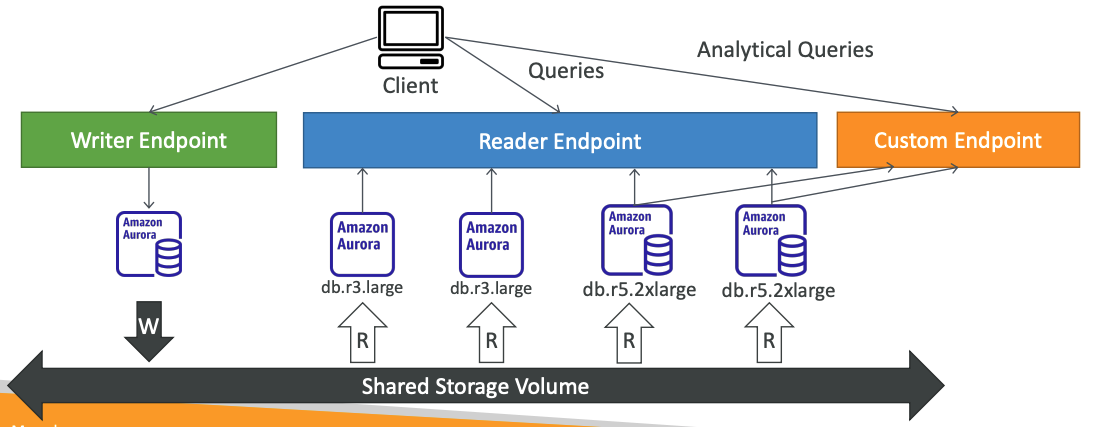 Client
Queries
Analytical Queries
Writer Endpoint
Reader Endpoint
Custom Endpoint
Amazon
Aurora
Amazon
Aurora
Amazon
Aurora
Amazon
Aurora
Amazon
Aurora
db.r3.large
db.r3.large
db.r5.2xlarge
db.r5.2xlarge
W
R
R
R
R
Shared Storage Volume